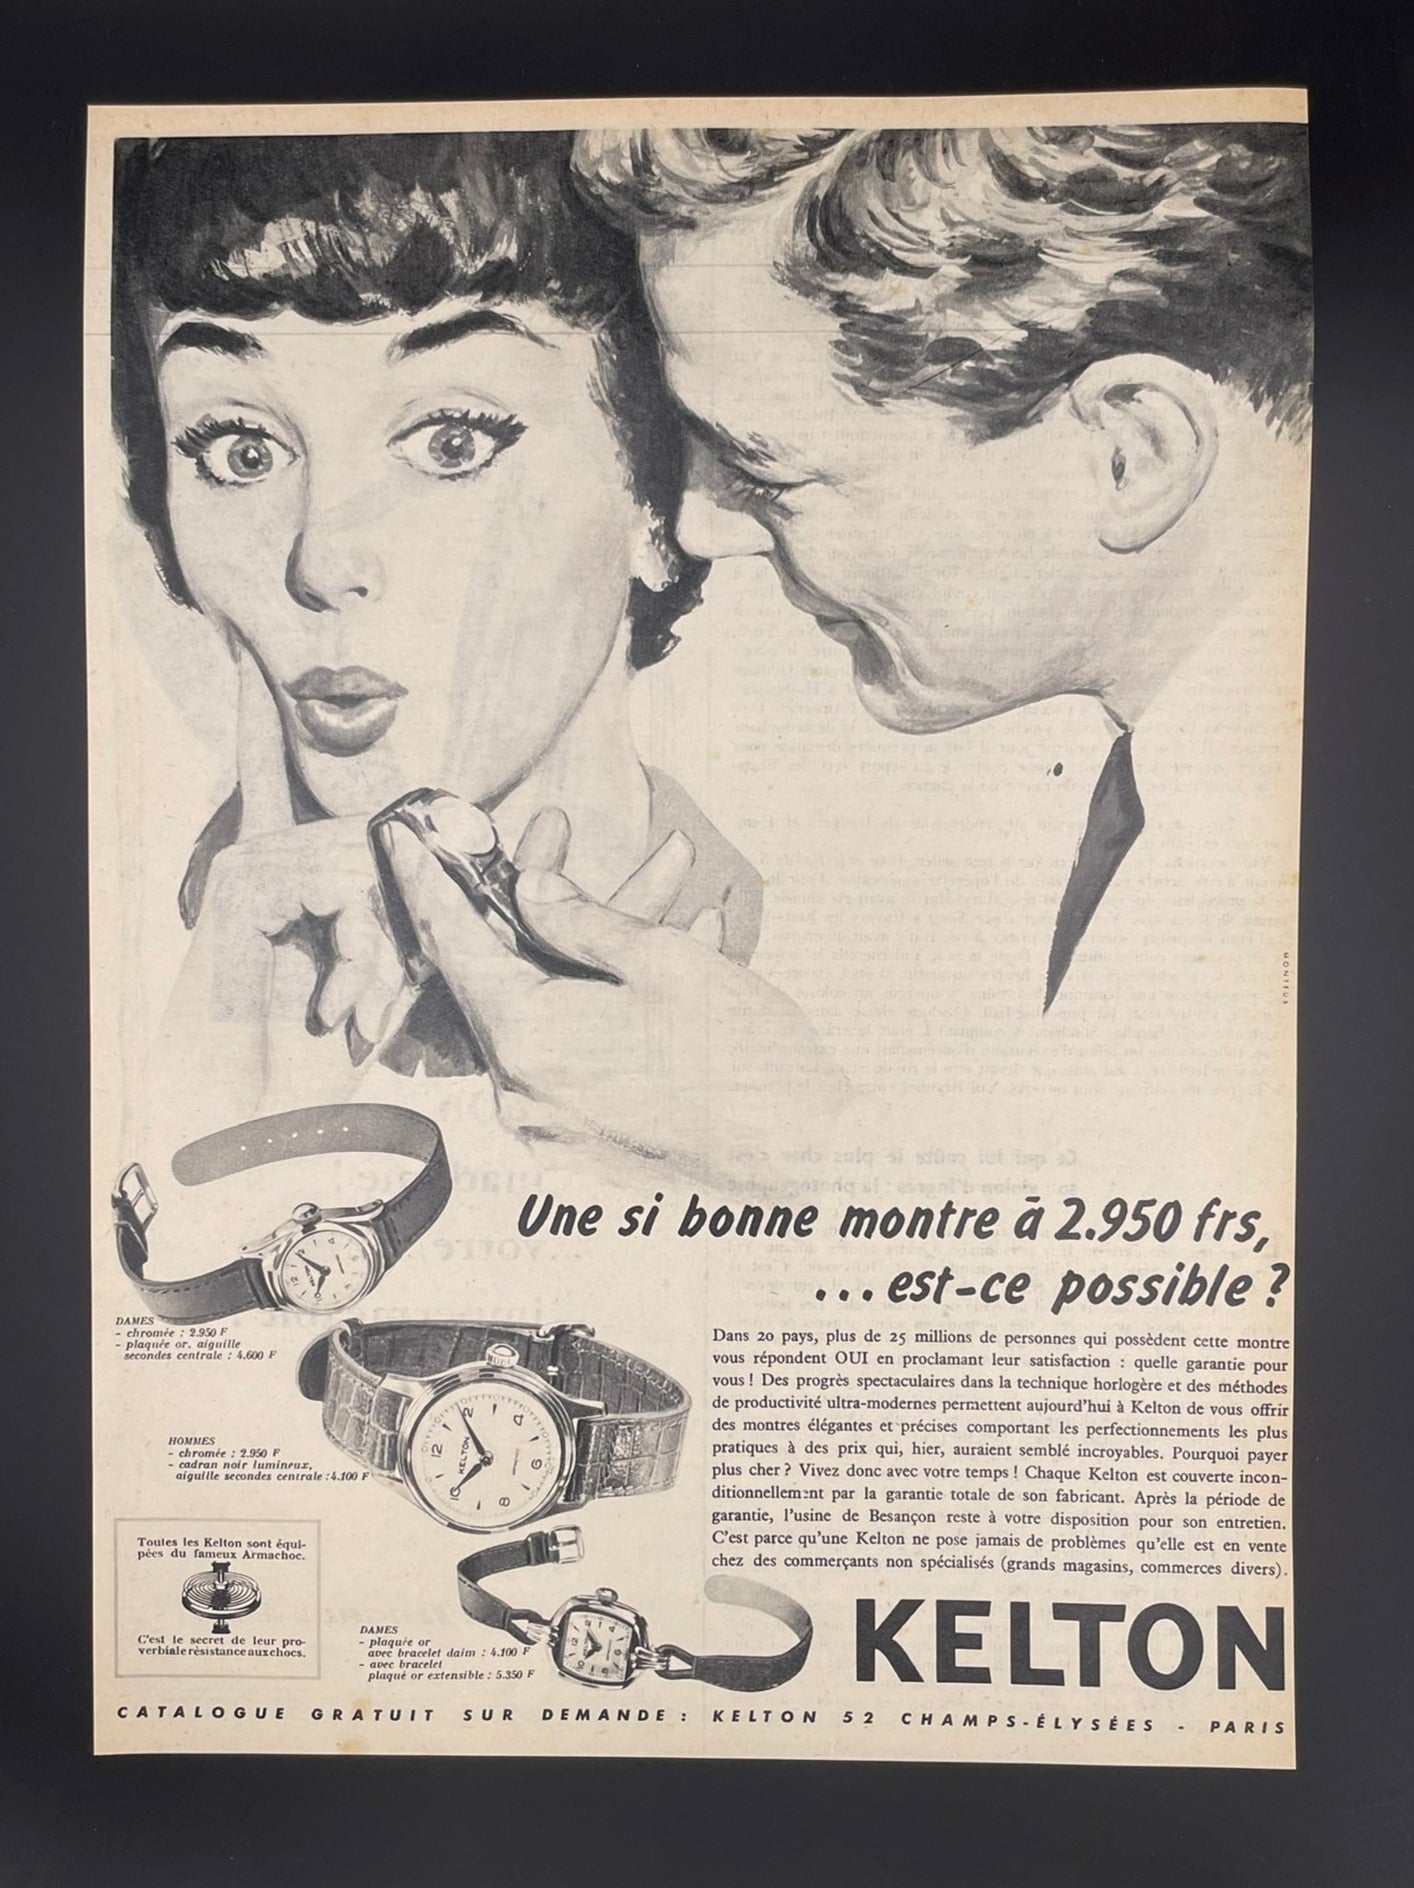 MONIEUX
Une si bonne montre à 2.950 frs,
...est-ce possible ?
DAMES
- chromée : 2.950 F
- plaquée or, aiguille
secondes centrale : 4.600 F
HOMMES
- chromée : 2.950 F
- cadran noir lumineux,
aiguille secondes centrale : 4.100 F
KELTON
Dans 20 pays, plus de 25 millions de personnes qui possèdent cette montre
vous répondent OUI en proclamant leur satisfaction : quelle garantie pour
vous ! Des progrès spectaculaires dans la technique horlogère et des méthodes
de productivité ultra-modernes permettent aujourd'hui à Kelton de vous offrir
des montres élégantes et précises comportant les perfectionnements les plus
pratiques à des prix qui, hier, auraient semblé incroyables. Pourquoi payer
plus cher ? Vivez donc avec votre temps ! Chaque Kelton est couverte incon-
ditionnellement par la garantie totale de son fabricant. Après la période de
garantie, l'usine de Besançon reste à votre disposition pour son entretien.
C'est parce qu'une Kelton ne pose jamais de problèmes qu'elle est en vente
chez des commerçants non spécialisés (grands magasins, commerces divers).
Toutes les Kelton sont équi-
pées du fameux Armachoc.
C'est le secret de leur pro-
verbiale résistance aux chocs.
DAMES
- plaquée or
avec bracelet daim : 4.100 F
- avec bracelet
plaqué or extensible : 5.350 F
KELTON
CATALOGUE GRATUIT SUR DEMANDE : KELTON 52 CHAMPS-ÉLYSÉES - PARIS